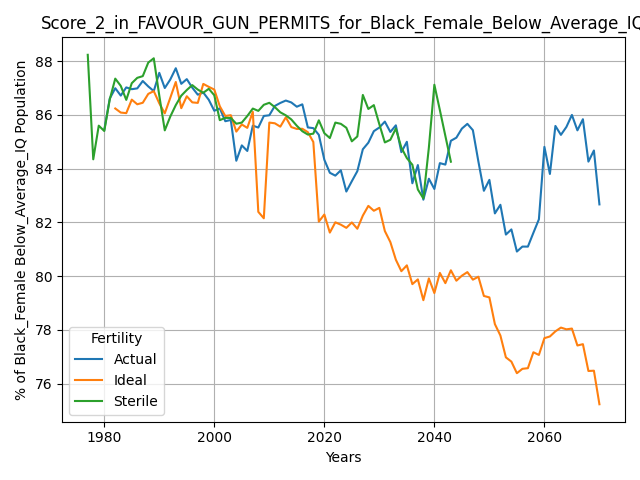 Score_2_in_FAVOUR_GUN_PERMITS_for_Black_Female_Below_Average_IQ
% of Black_Female Below_Average_IQ Population
88
86
84
82
80
78
76
Fertility
Actual
Ideal
Sterile
1980 2000 2020 2040 2060
Years